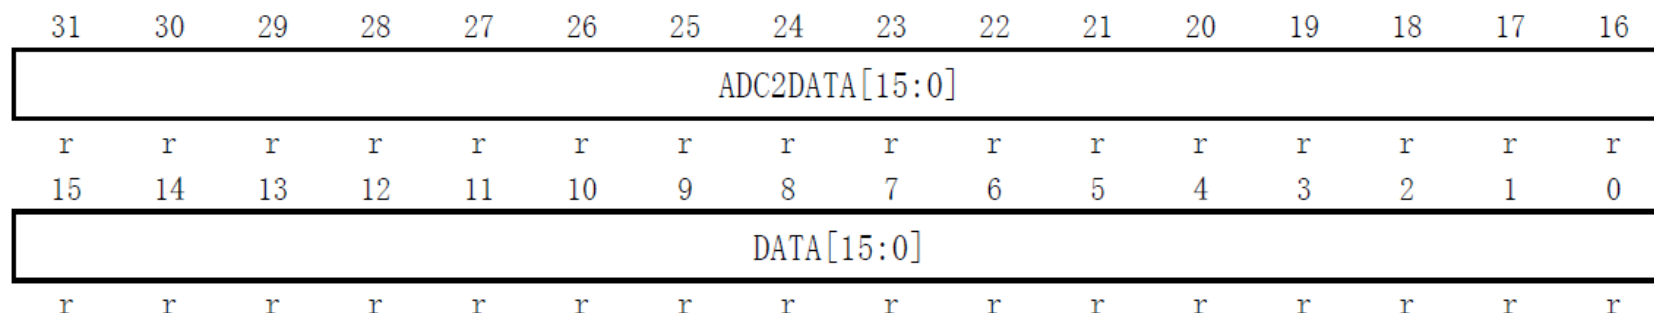 31 30 29 28 27 26 25 24 23 22 21 20 19 18 17 16
ADC2DATA[15:0]
r r r r r r r r r r r r r r r r
15 14 13 12 11 10 9 8 7 6 5 4 3 2 1 0
DATA[15:0]
r r r r r r r r r r r r r r r r